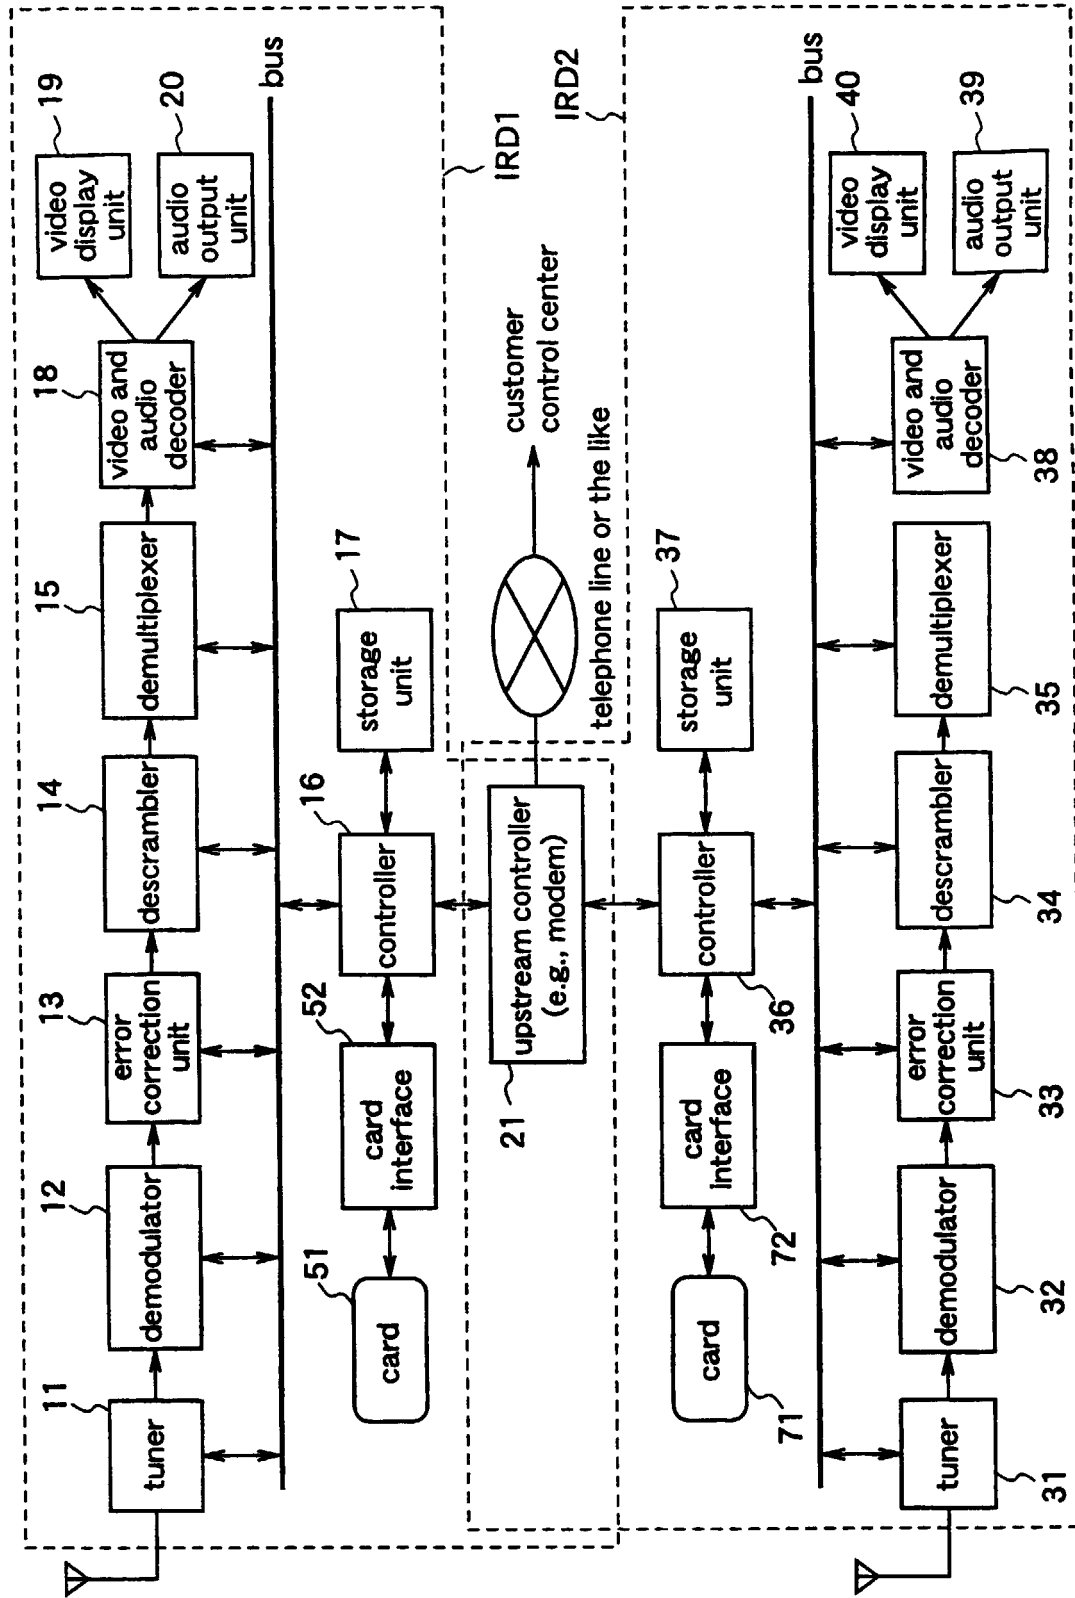 19
video
display
unit
20
audio
output
unit
bus
18
video and
audio
decoder
15
demultiplexer
14
descrambler
13
error
correction
unit
12
demodulator
11
tuner
17
storage
unit
16
controller
52
card
interface
51
card
IRD1
IRD2
customer
control center
telephone line or the like
upstream controller
(e.g., modem)
21
37
storage
unit
controller
36
card
interface
72
card
71
bus
40
video
display
unit
39
audio
output
unit
video and
audio
decoder
38
demultiplexer
35
descrambler
34
error
correction
unit
33
demodulator
32
tuner
31